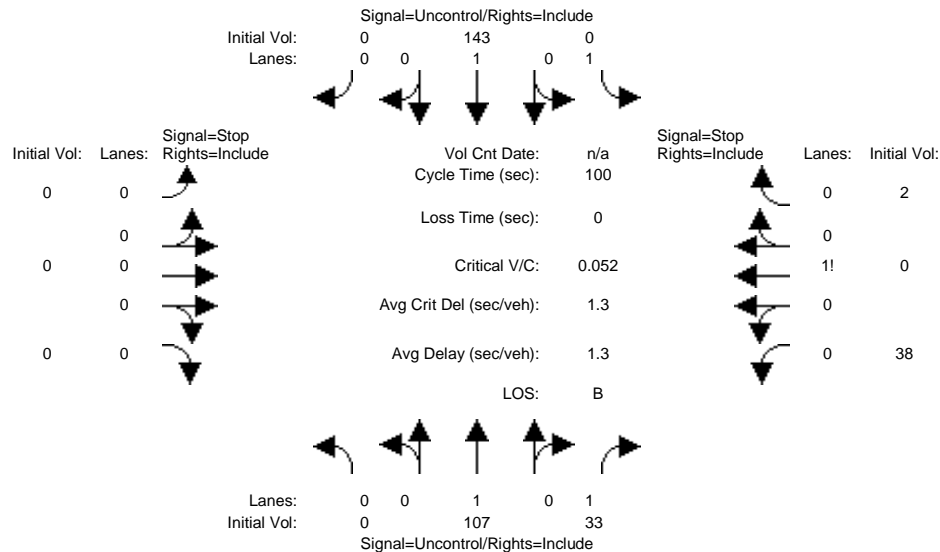 Signal=Uncontrol/Rights=Include
Initial Vol: 0 143 0
Lanes: 0 0 1 0 1
Signal=Stop Signal=Stop
Initial Vol: Lanes: Rights=Include Vol Cnt Date: n/a Rights=Include Lanes: Initial Vol:
Cycle Time (sec): 100
0 0 0 2
Loss Time (sec): 0
0 0
0 0 Critical V/C: 0.052 1! 0
0 Avg Crit Del (sec/veh): 1.3 0
0 0 Avg Delay (sec/veh): 1.3 0 38
LOS: B
Lanes: 0 0 1 0 1
Initial Vol: 0 107 33
Signal=Uncontrol/Rights=Include